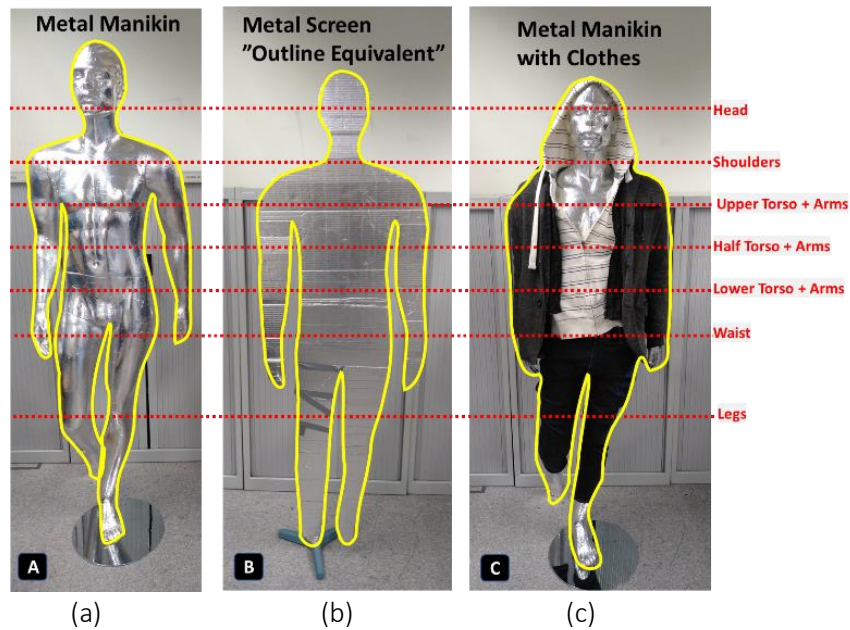 Metal Manikin
Metal Screen
”Outline Equivalent”
Metal Manikin
with Clothes
Head
Shoulders
Upper Torso + Arms
Half Torso + Arms
Lower Torso + Arms
Waist
Legs
A
B
C
(a)
(b)
(c)